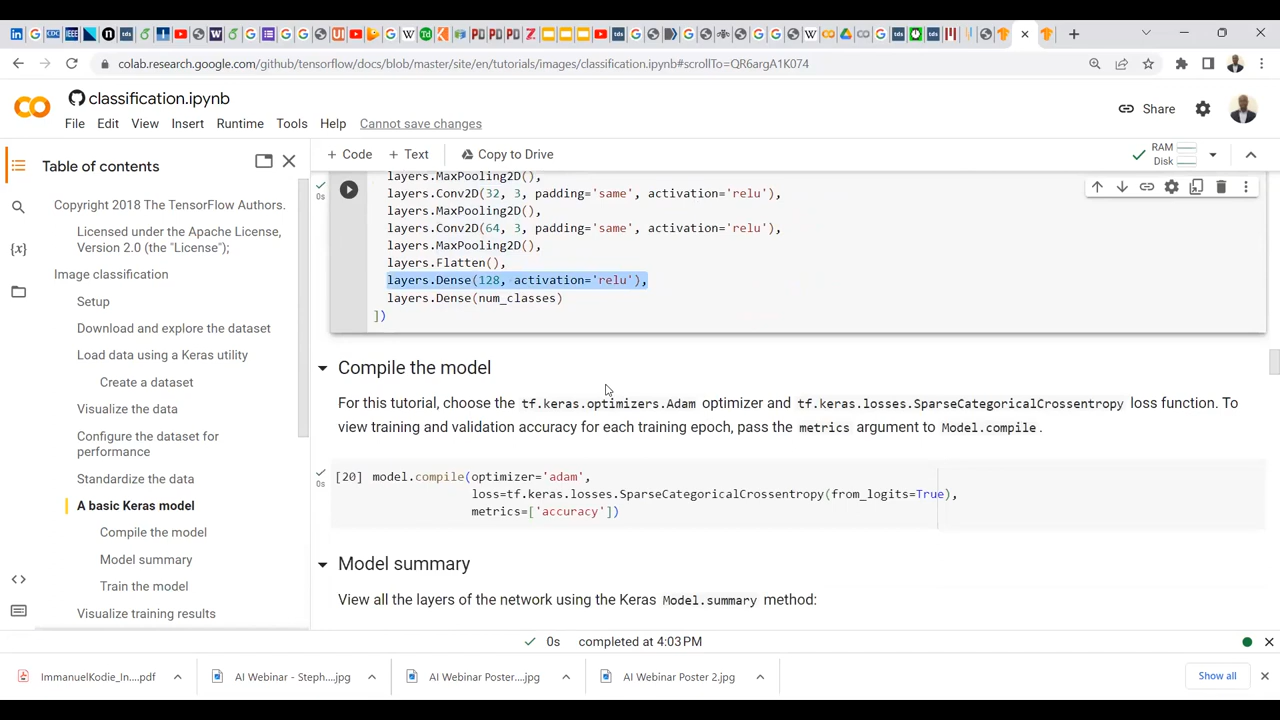 colab.research.google.com/github/tensorflow/docs/blob/master/site/en/tutorials/images/classification.ipynb#scrollTo=QR6argA1K074
classification.ipynb
Share
File Edit View Insert Runtime Tools Help Cannot save changes
Table of contents
+ Code + Text Copy to Drive
RAM
Disk
Copyright 2018 The TensorFlow Authors.
Licensed under the Apache License,
Version 2.0 (the "License");
Image classification
Setup
Download and explore the dataset
Load data using a Keras utility
Create a dataset
Visualize the data
Configure the dataset for
performance
Standardize the data
A basic Keras model
Compile the model
Model summary
Train the model
Visualize training results
0s
layers.MaxPooling2D(),
layers.Conv2D(32, 3, padding='same', activation='relu'),
layers.MaxPooling2D(),
layers.Conv2D(64, 3, padding='same', activation='relu'),
layers.MaxPooling2D(),
layers.Flatten(),
layers.Dense(128, activation='relu'),
layers.Dense(num_classes)
])
Compile the model
For this tutorial, choose the tf.keras.optimizers.Adam optimizer and tf.keras.losses.SparseCategoricalCrossentropy loss function. To
view training and validation accuracy for each training epoch, pass the metrics argument to Model.compile.
0s
[20] model.compile(optimizer='adam',
loss=tf.keras.losses.SparseCategoricalCrossentropy(from_logits=True),
metrics=['accuracy'])
Model summary
View all the layers of the network using the Keras Model.summary method:
0s completed at 4:03 PM
ImmanuelKodie_In....pdf
AI Webinar - Steph....jpg
AI Webinar Poster....jpg
AI Webinar Poster 2.jpg
Show all